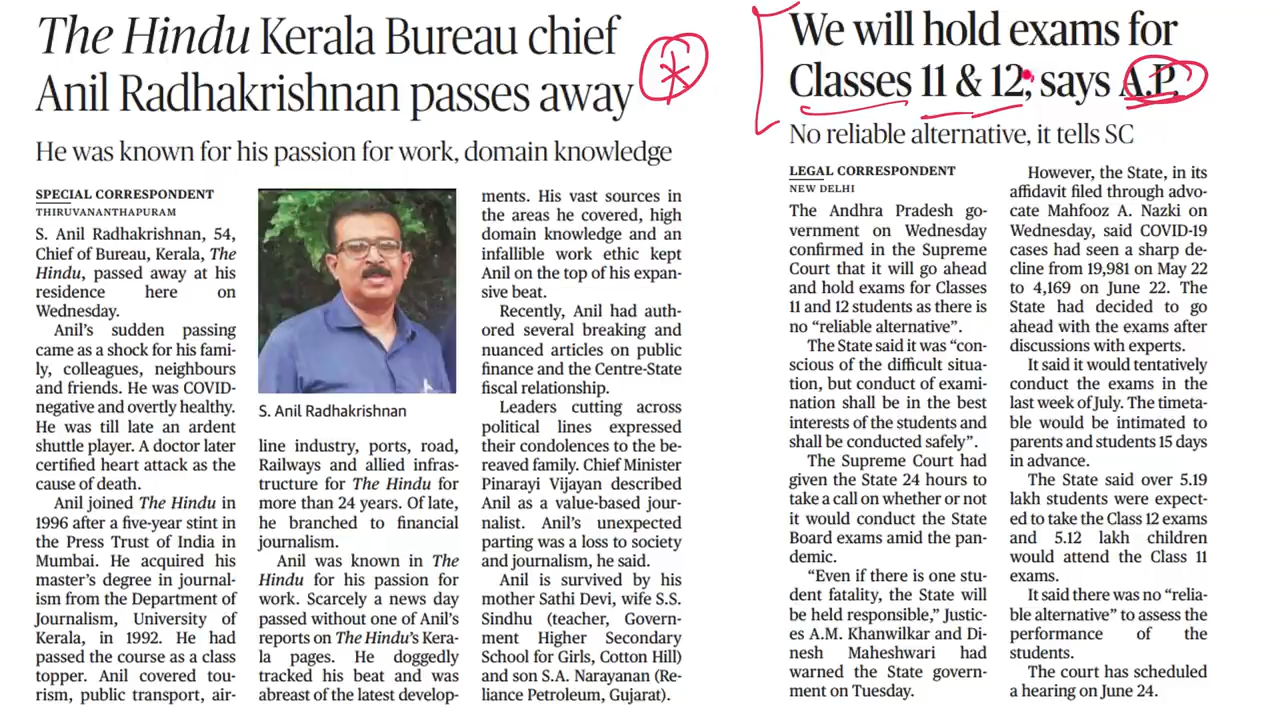 The Hindu Kerala Bureau chief
Anil Radhakrishnan passes away
He was known for his passion for work, domain knowledge
SPECIAL CORRESPONDENT
THIRUVANANTHAPURAM
S. Anil Radhakrishnan, 54,
Chief of Bureau, Kerala, The
Hindu, passed away at his
residence here on
Wednesday.
Anil's sudden passing
came as a shock for his fami-
ly, colleagues, neighbours
and friends. He was COVID-
negative and overtly healthy.
He was till late an ardent
shuttle player. A doctor later
certified heart attack as the
cause of death.
Anil joined The Hindu in
1996 after a five-year stint in
the Press Trust of India in
Mumbai. He acquired his
master's degree in journal-
ism from the Department of
Journalism, University of
Kerala, in 1992. He had
passed the course as a class
topper. Anil covered tou-
rism, public transport, air-
S. Anil Radhakrishnan
line industry, ports, road,
Railways and allied infras-
tructure for The Hindu for
more than 24 years. Of late,
he branched to financial
journalism.
Anil was known in The
Hindu for his passion for
work. Scarcely a news day
passed without one of Anil's
reports on The Hindu's Kera-
la pages. He doggedly
tracked his beat and was
abreast of the latest develop-
ments. His vast sources in
the areas he covered, high
domain knowledge and an
infallible work ethic kept
Anil on the top of his expan-
sive beat.
Recently, Anil had auth-
ored several breaking and
nuanced articles on public
finance and the Centre-State
fiscal relationship.
Leaders cutting across
political lines expressed
their condolences to the be-
reaved family. Chief Minister
Pinarayi Vijayan described
Anil as a value-based jour-
nalist. Anil's unexpected
parting was a loss to society
and journalism, he said.
Anil is survived by his
mother Sathi Devi, wife S.S.
Sindhu (teacher, Govern-
ment Higher Secondary
School for Girls, Cotton Hill)
and son S.A. Narayanan (Re-
liance Petroleum, Gujarat).
We will hold exams for
Classes 11 & 12, says A.P.
No reliable alternative, it tells SC
LEGAL CORRESPONDENT
NEW DELHI
The Andhra Pradesh go-
vernment on Wednesday
confirmed in the Supreme
Court that it will go ahead
and hold exams for Classes
11 and 12 students as there is
no “reliable alternative”.
The State said it was “con-
scious of the difficult situa-
tion, but conduct of exami-
nation shall be in the best
interests of the students and
shall be conducted safely”.
The Supreme Court had
given the State 24 hours to
take a call on whether or not
it would conduct the State
Board exams amid the pan-
demic.
“Even if there is one stu-
dent fatality, the State will
be held responsible,” Justic-
es A.M. Khanwilkar and Di-
nesh Maheshwari had
warned the State govern-
ment on Tuesday.
However, the State, in its
affidavit filed through advo-
cate Mahfooz A. Nazki on
Wednesday, said COVID-19
cases had seen a sharp de-
cline from 19,981 on May 22
to 4,169 on June 22. The
State had decided to go
ahead with the exams after
discussions with experts.
It said it would tentatively
conduct the exams in the
last week of July. The timeta-
ble would be intimated to
parents and students 15 days
in advance.
The State said over 5.19
lakh students were expect-
ed to take the Class 12 exams
and 5.12 lakh children
would attend the Class 11
exams.
It said there was no “relia-
ble alternative” to assess the
performance of the
students.
The court has scheduled
a hearing on June 24.